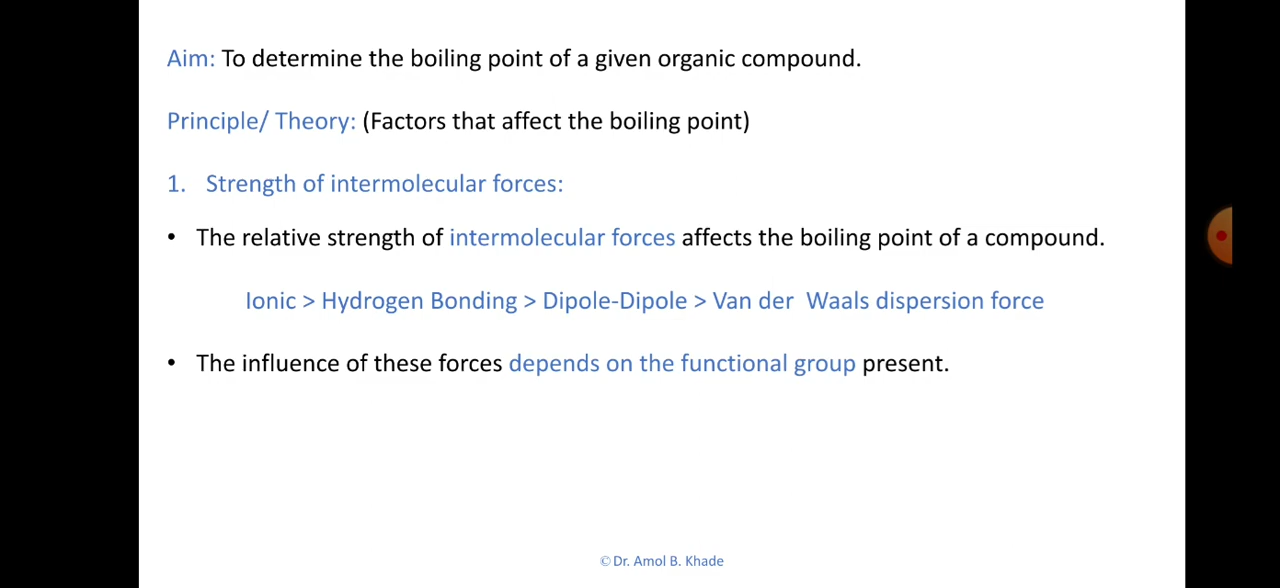 Aim: To determine the boiling point of a given organic compound.
Principle/ Theory: (Factors that affect the boiling point)
1. Strength of intermolecular forces:
• The relative strength of intermolecular forces affects the boiling point of a compound.
Ionic > Hydrogen Bonding > Dipole-Dipole > Van der Waals dispersion force
• The influence of these forces depends on the functional group present.
© Dr. Amol B. Khade